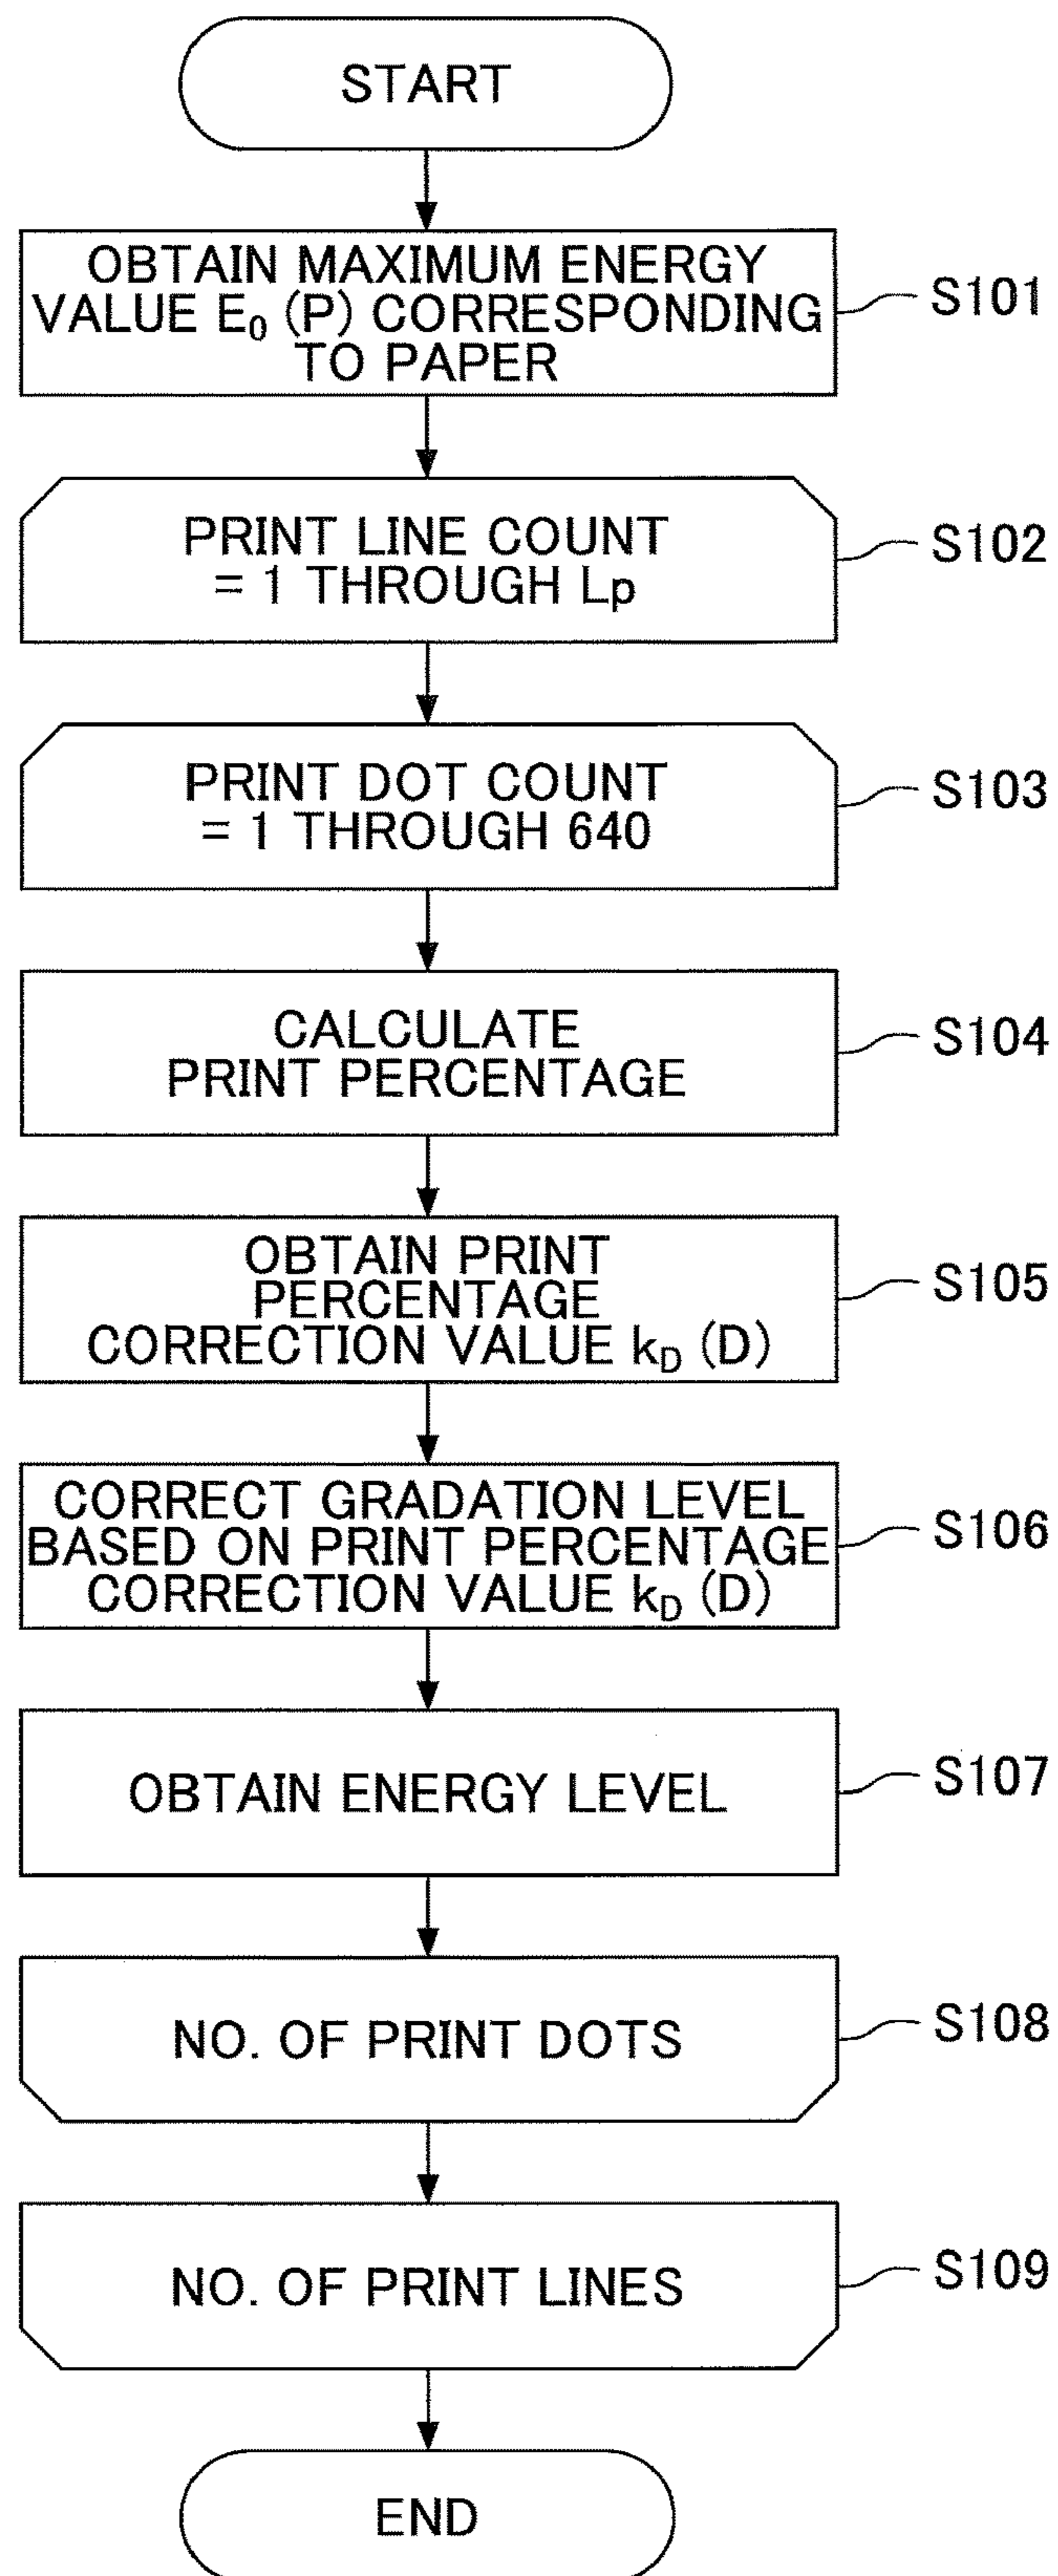 START
OBTAIN MAXIMUM ENERGY
VALUE E₀ (P) CORRESPONDING
TO PAPER
S101
PRINT LINE COUNT
= 1 THROUGH Lp
S102
PRINT DOT COUNT
= 1 THROUGH 640
S103
CALCULATE
PRINT PERCENTAGE
S104
OBTAIN PRINT
PERCENTAGE
CORRECTION VALUE k_D (D)
S105
CORRECT GRADATION LEVEL
BASED ON PRINT PERCENTAGE
CORRECTION VALUE k_D (D)
S106
OBTAIN ENERGY LEVEL
S107
NO. OF PRINT DOTS
S108
NO. OF PRINT LINES
S109
END